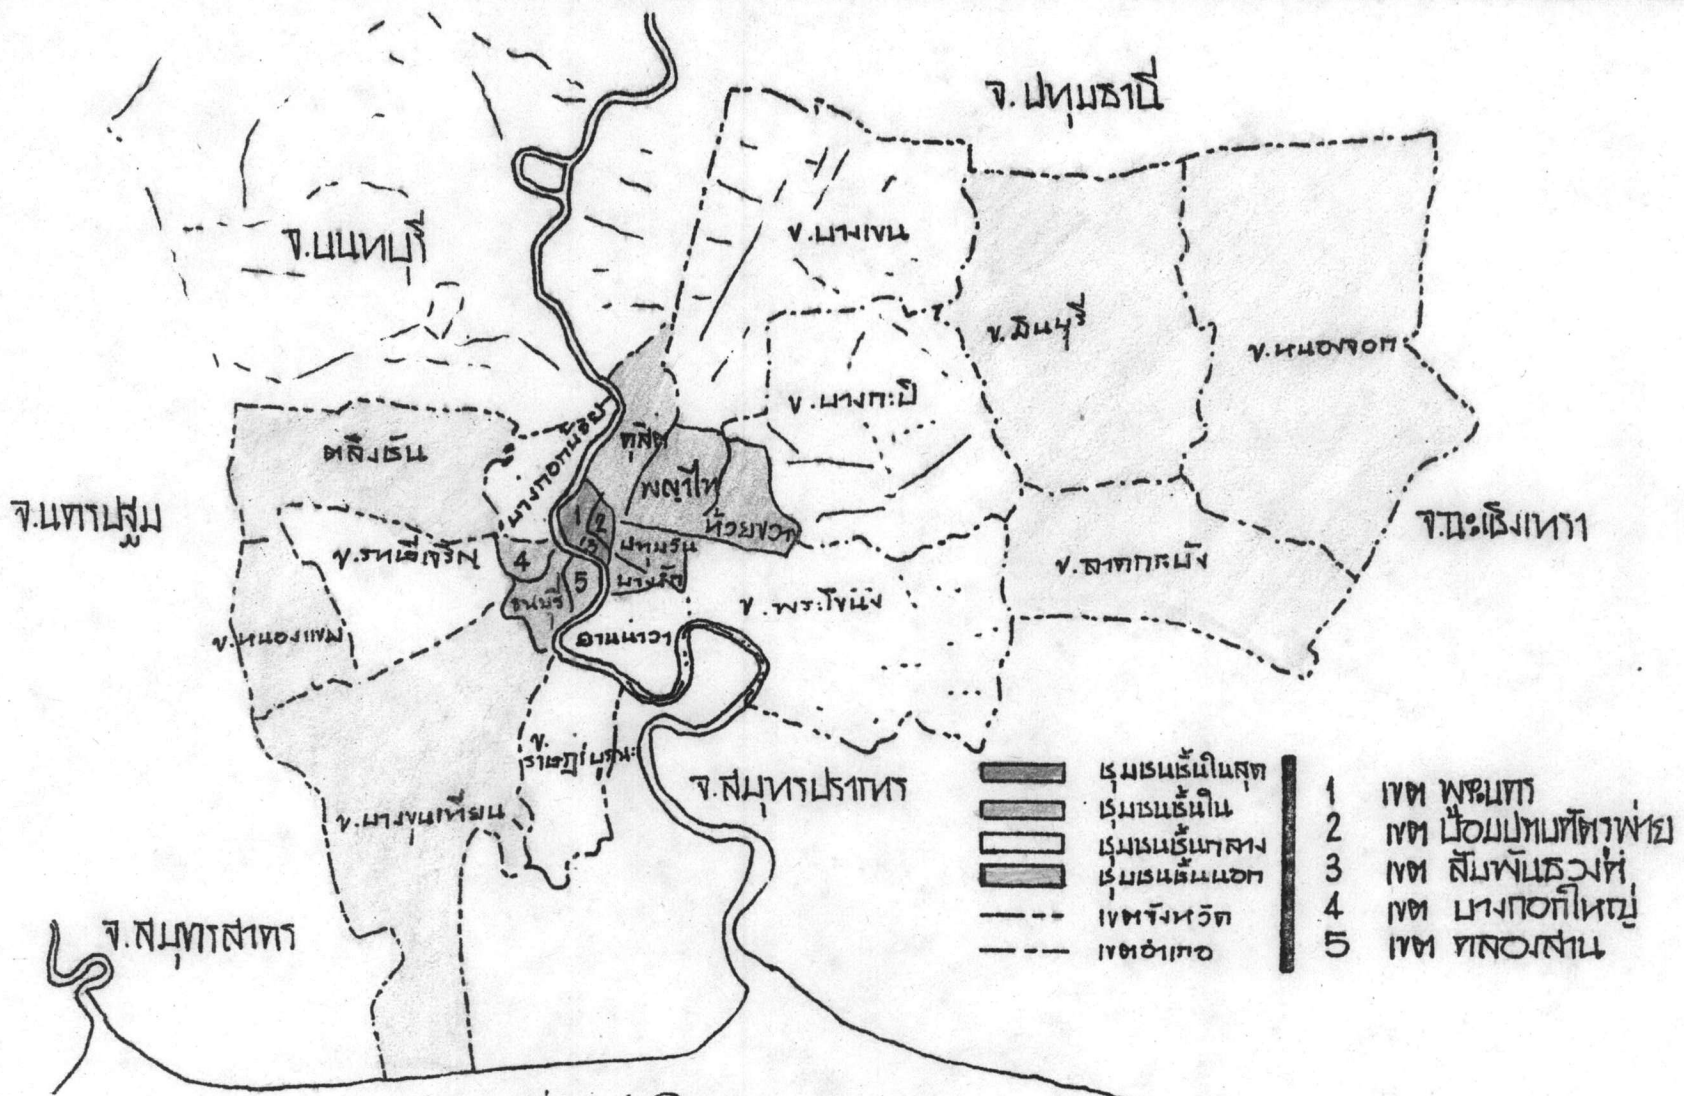 จ.ปทุมธานี
จ.นนทบุรี
ข.บางเขน
ข.มีนบุรี
ข.หนองจอก
ข.บางกะปิ
ตลิ่งชัน
บางกอกน้อย
ดุสิต
พญาไท
ห้วยขวาง
จ.นครปฐม
จ.ฉะเชิงเทรา
1
2
3
ปทุมวัน
ข.ภาษีเจริญ
4
5
บางรัก
ข.ลาดกระบัง
ธนบุรี
ข.พระโขนง
ข.หนองแขม
ยานนาวา
ข.
ราษฎร์บูรณะ
จ.สมุทรปราการ
ข.บางขุนเทียน
จ.สมุทรสาคร
ชุมชนชั้นในสุด
ชุมชนชั้นใน
ชุมชนชั้นกลาง
ชุมชนชั้นนอก
เขตจังหวัด
เขตอำเภอ
1 เขต พระนคร
2 เขต ป้อมปราบศัตรูพ่าย
3 เขต สัมพันธวงศ์
4 เขต บางกอกใหญ่
5 เขต คลองสาน